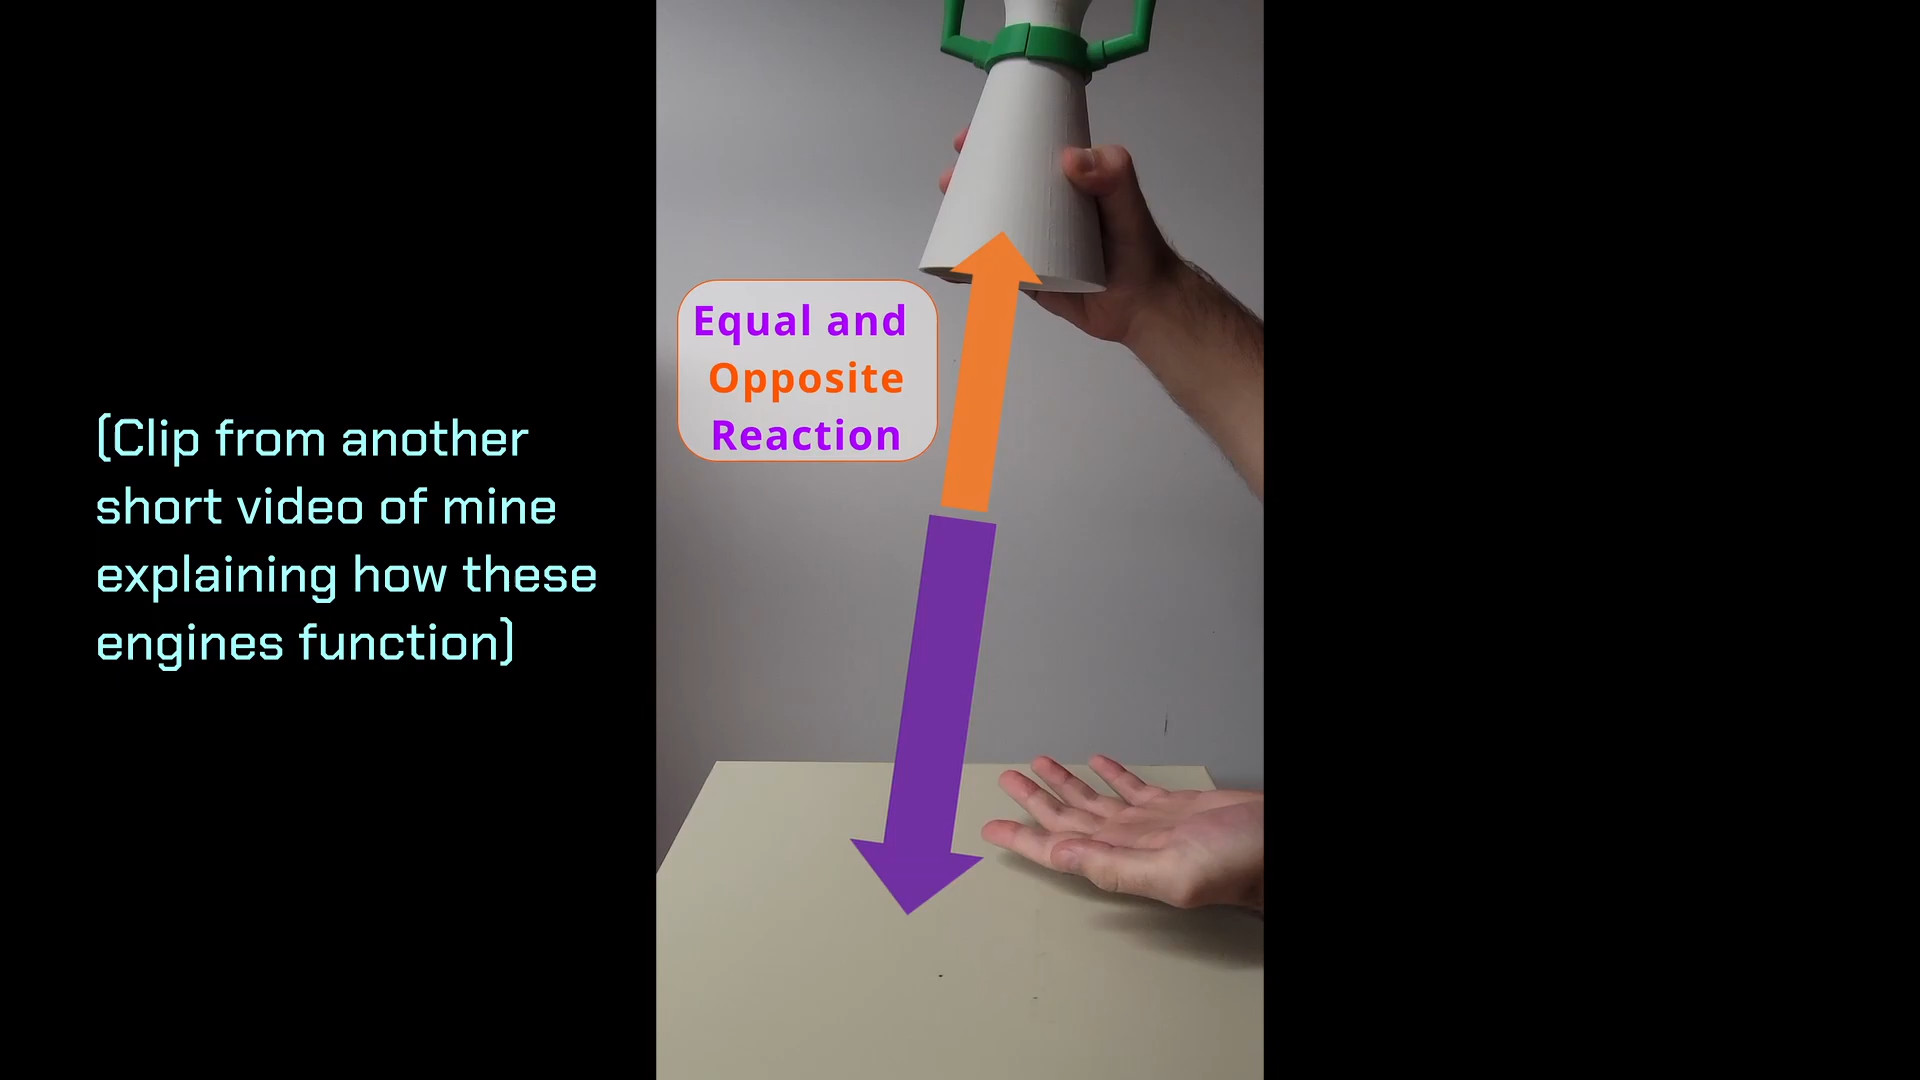 (Clip from another
short video of mine
explaining how these
engines function)
Equal and
Opposite
Reaction